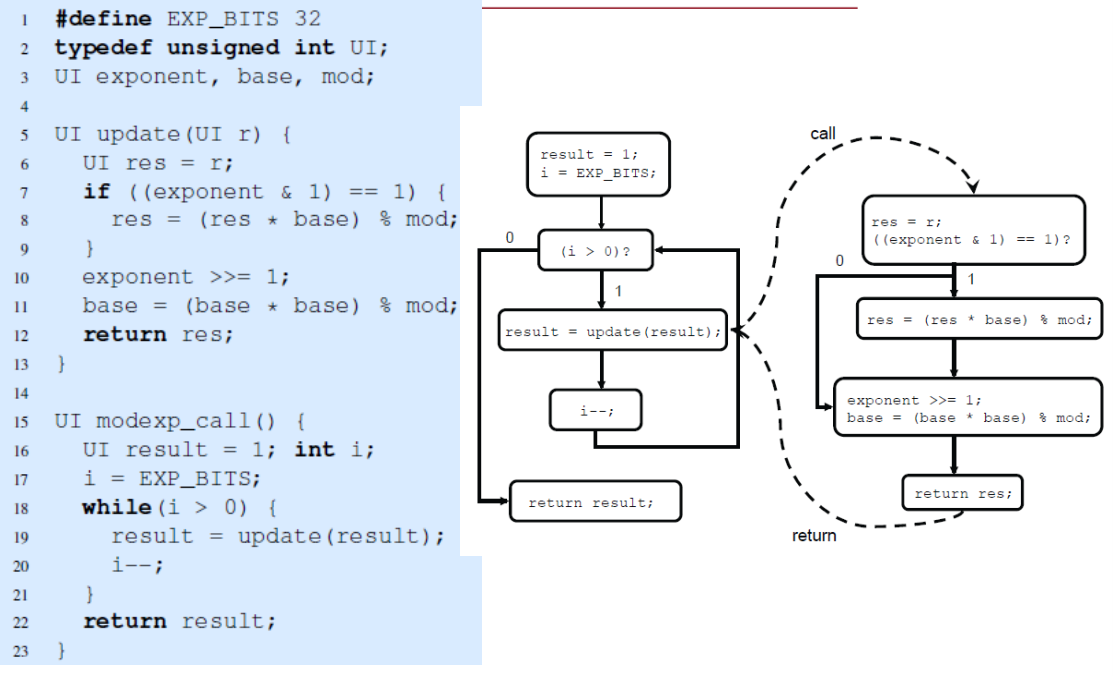 1 #define EXP_BITS 32
2 typedef unsigned int UI;
3 UI exponent, base, mod;
4
5 UI update(UI r) {
6 UI res = r;
7 if ((exponent & 1) == 1) {
8 res = (res * base) % mod;
9 }
10 exponent >>= 1;
11 base = (base * base) % mod;
12 return res;
13 }
14
15 UI modexp_call() {
16 UI result = 1; int i;
17 i = EXP_BITS;
18 while(i > 0) {
19 result = update(result);
20 i--;
21 }
22 return result;
23 }
result = 1;
i = EXP_BITS;
0
(i > 0)?
1
result = update(result);
i--;
return result;
call
res = r;
((exponent & 1) == 1)?
0
1
res = (res * base) % mod;
exponent >>= 1;
base = (base * base) % mod;
return res;
return